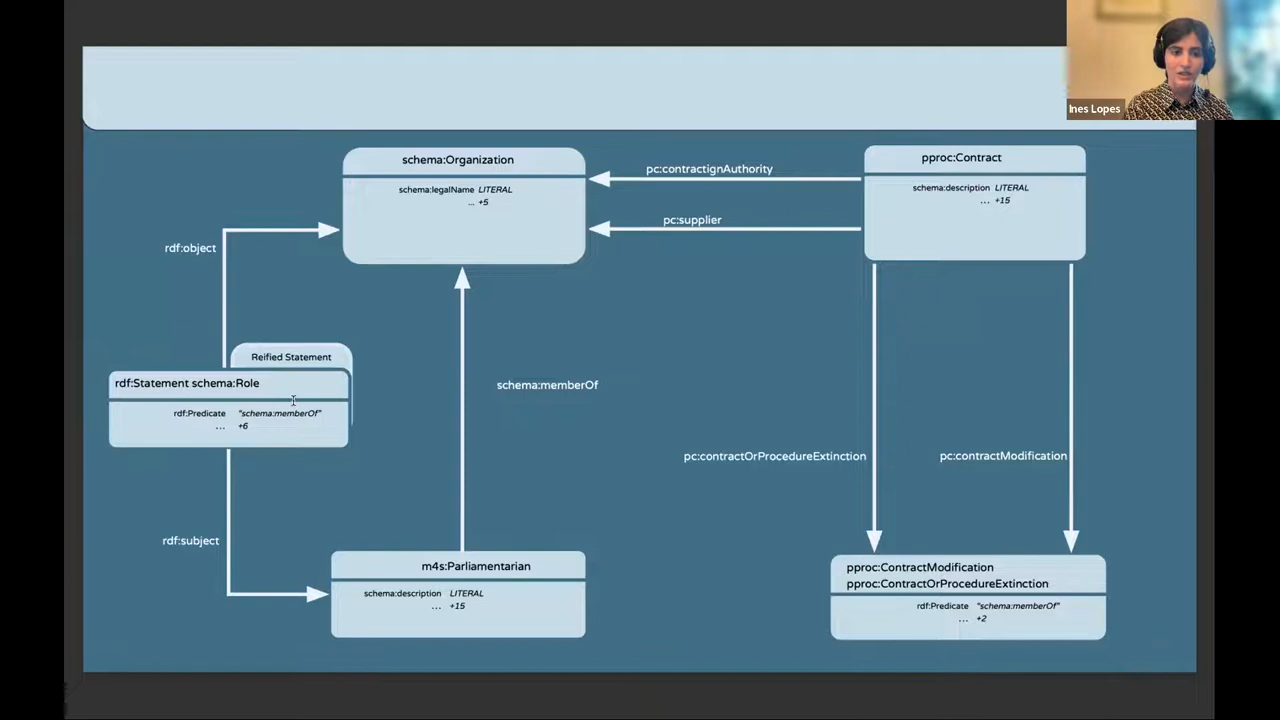 Ines Lopes
schema:Organization
schema:legalName LITERAL
... +5
pc:contractignAuthority
pc:supplier
pproc:Contract
schema:description LITERAL
... +15
rdf:object
Reified Statement
rdf:Statement schema:Role
rdf:Predicate "schema:memberOf"
... +6
schema:memberOf
pc:contractOrProcedureExtinction
pc:contractModification
rdf:subject
m4s:Parliamentarian
schema:description LITERAL
... +15
pproc:ContractModification
pproc:ContractOrProcedureExtinction
rdf:Predicate "schema:memberOf"
... +2